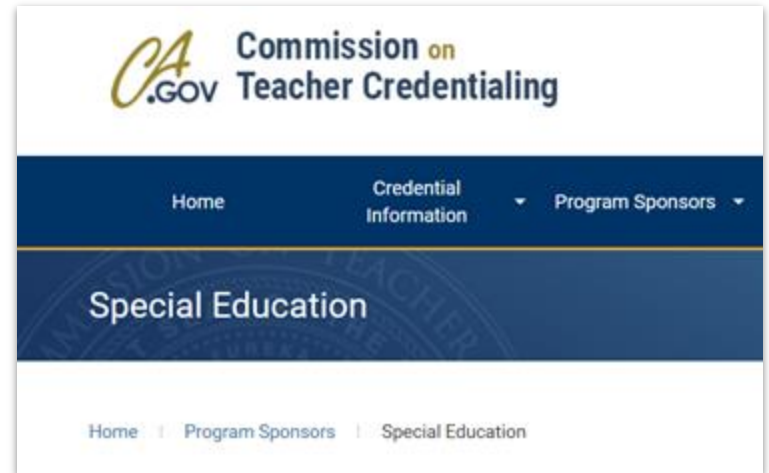 CA.GOV
Commission on
Teacher Credentialing
Home
Credential
Information
Program Sponsors
Special Education
Home
Program Sponsors
Special Education